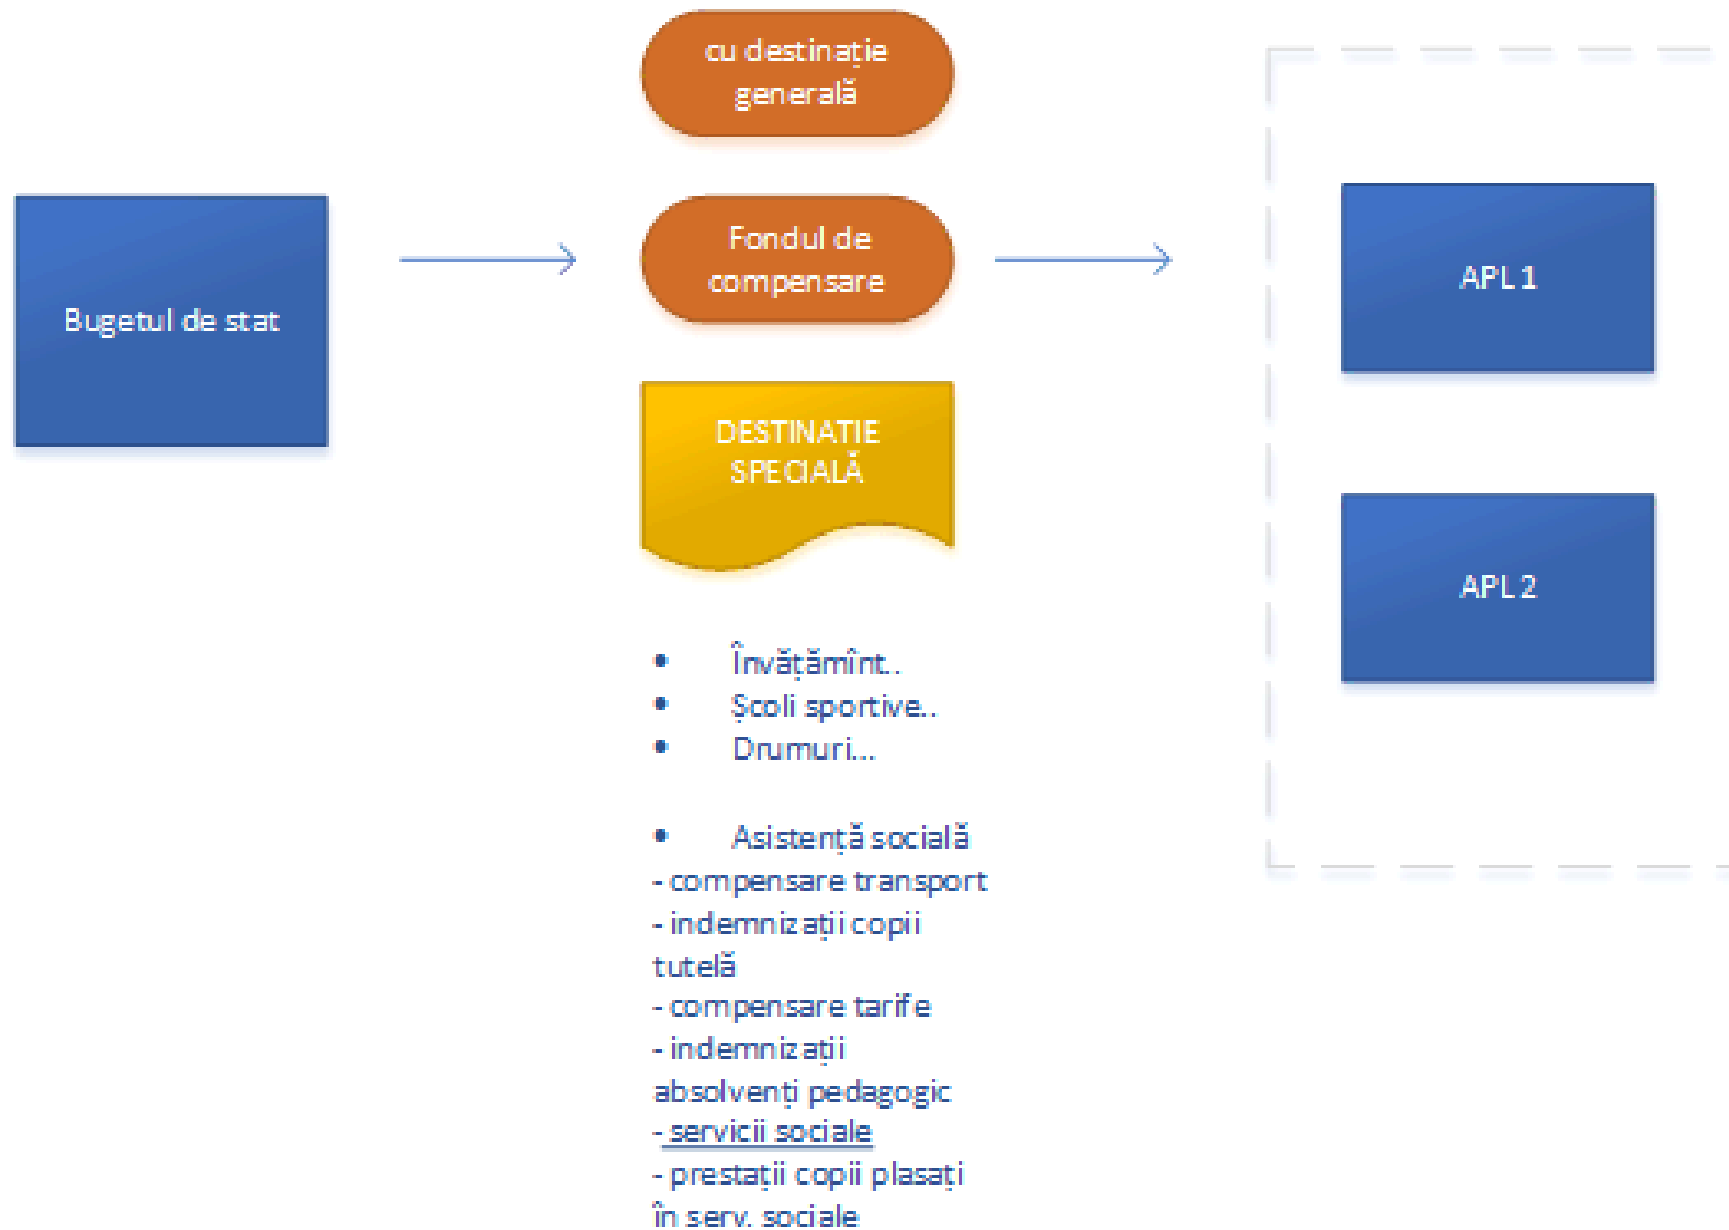 cu destinație
generală
Bugetul de stat
Fondul de
compensare
APL 1
DESTINATIE
SPECIALĂ
APL 2
• Învățămînt..
• Școli sportive..
• Drumuri...
• Asistență socială
- compensare transport
- indemnizații copii
tutelă
- compensare tarife
- indemnizații
absolvenți pedagogic
- servicii sociale
- prestații copii plasați
în serv. sociale